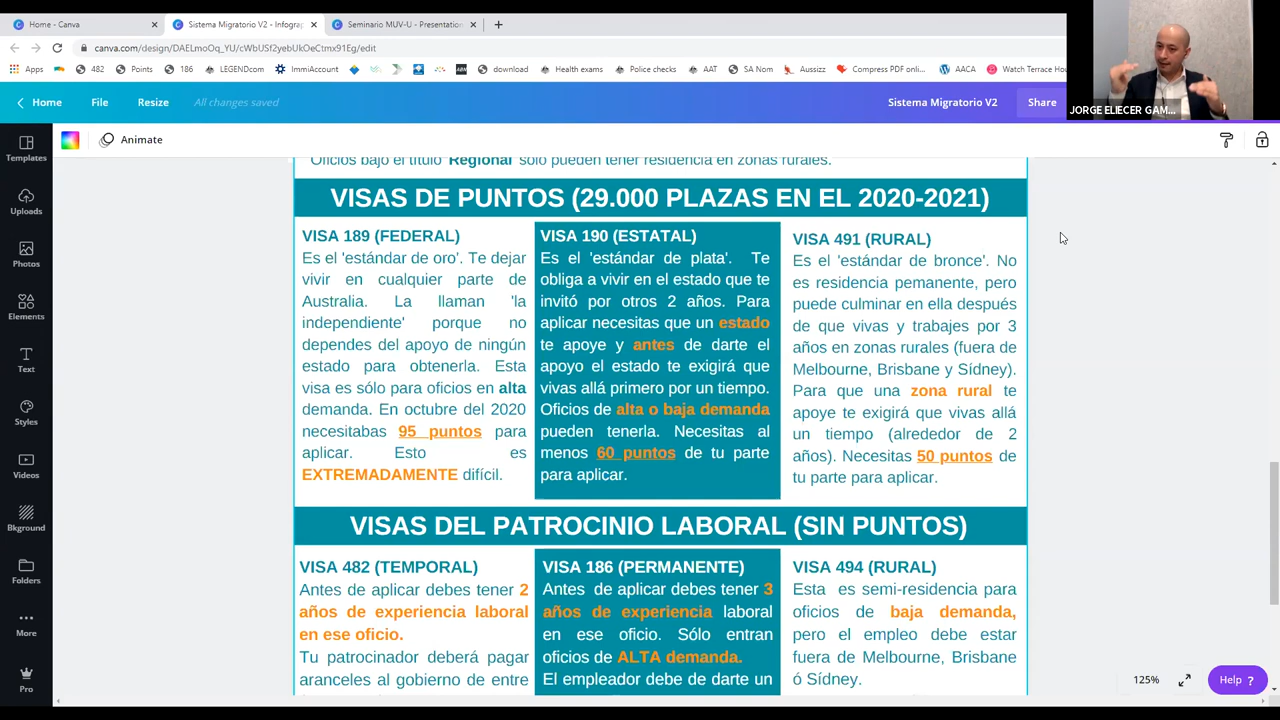 Home - Canva
Sistema Migratorio V2 - Infograp
Seminario MUV-U - Presentation
canva.com/design/DAELmoOq_YU/cWbUSf2yebUkOeCtmx91Eg/edit
Apps
482
Points
186
LEGENDcom
ImmiAccount
download
Health exams
Police checks
AAT
SA Nom
Aussizz
Compress PDF onlin...
AACA
Watch Terrace Hou
Home
File
Resize
All changes saved
Sistema Migratorio V2
Share
JORGE ELIECER GAM...
Animate
Templates
Uploads
Photos
Elements
Text
Styles
Videos
Bkground
Folders
More
Pro
Oficios bajo el título Regional sólo pueden tener residencia en zonas rurales.
VISAS DE PUNTOS (29.000 PLAZAS EN EL 2020-2021)
VISA 189 (FEDERAL)
Es el 'estándar de oro'. Te dejar
vivir en cualquier parte de
Australia. La llaman 'la
independiente' porque no
dependes del apoyo de ningún
estado para obtenerla. Esta
visa es sólo para oficios en alta
demanda. En octubre del 2020
necesitabas 95 puntos para
aplicar. Esto es
EXTREMADAMENTE difícil.
VISA 190 (ESTATAL)
Es el 'estándar de plata'. Te
obliga a vivir en el estado que te
invitó por otros 2 años. Para
aplicar necesitas que un estado
te apoye y antes de darte el
apoyo el estado te exigirá que
vivas allá primero por un tiempo.
Oficios de alta o baja demanda
pueden tenerla. Necesitas al
menos 60 puntos de tu parte
para aplicar.
VISA 491 (RURAL)
Es el 'estándar de bronce'. No
es residencia pemanente, pero
puede culminar en ella después
de que vivas y trabajes por 3
años en zonas rurales (fuera de
Melbourne, Brisbane y Sídney).
Para que una zona rural te
apoye te exigirá que vivas allá
un tiempo (alrededor de 2
años). Necesitas 50 puntos de
tu parte para aplicar.
VISAS DEL PATROCINIO LABORAL (SIN PUNTOS)
VISA 482 (TEMPORAL)
Antes de aplicar debes tener 2
años de experiencia laboral
en ese oficio.
Tu patrocinador deberá pagar
aranceles al gobierno de entre
VISA 186 (PERMANENTE)
Antes de aplicar debes tener 3
años de experiencia laboral
en ese oficio. Sólo entran
oficios de ALTA demanda.
El empleador debe de darte un
VISA 494 (RURAL)
Esta es semi-residencia para
oficios de baja demanda,
pero el empleo debe estar
fuera de Melbourne, Brisbane
ó Sídney.
125%
Help ?